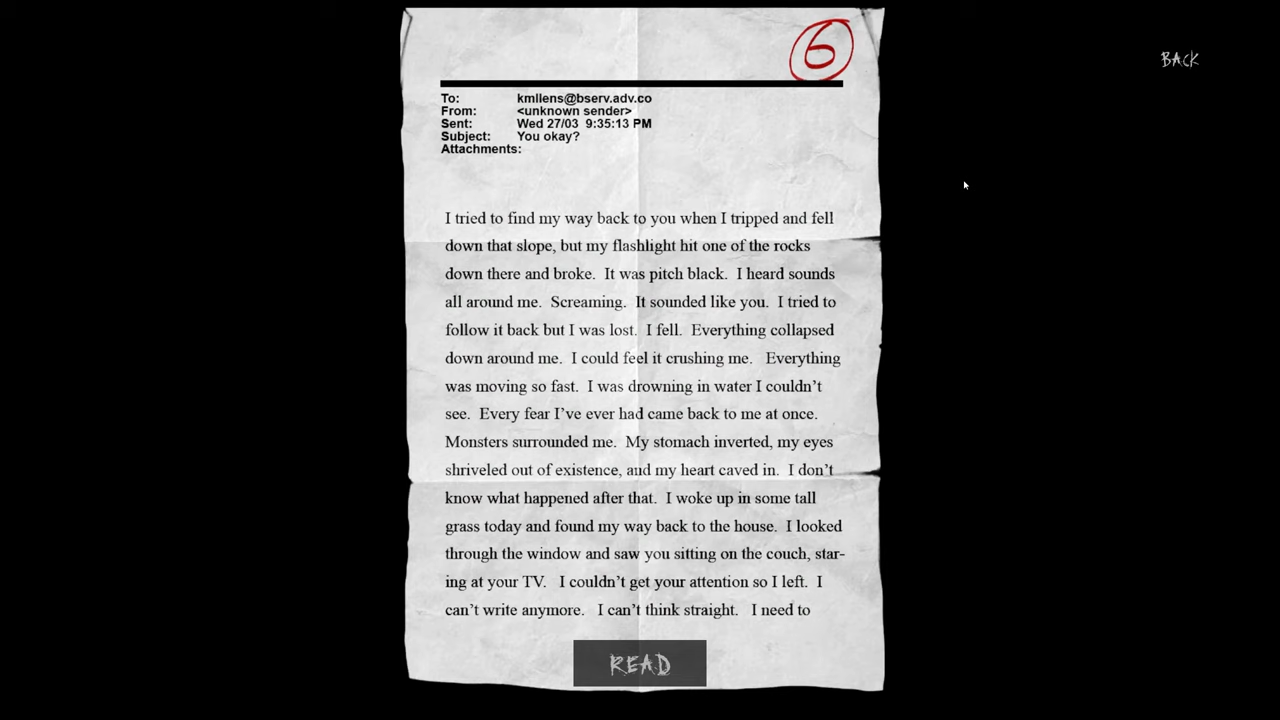 6
BACK
To: kmllens@bserv.adv.co
From: <unknown sender>
Sent: Wed 27/03 9:35:13 PM
Subject: You okay?
Attachments:
I tried to find my way back to you when I tripped and fell
down that slope, but my flashlight hit one of the rocks
down there and broke. It was pitch black. I heard sounds
all around me. Screaming. It sounded like you. I tried to
follow it back but I was lost. I fell. Everything collapsed
down around me. I could feel it crushing me. Everything
was moving so fast. I was drowning in water I couldn't
see. Every fear I've ever had came back to me at once.
Monsters surrounded me. My stomach inverted, my eyes
shriveled out of existence, and my heart caved in. I don't
know what happened after that. I woke up in some tall
grass today and found my way back to the house. I looked
through the window and saw you sitting on the couch, star-
ing at your TV. I couldn't get your attention so I left. I
can't write anymore. I can't think straight. I need to
READ